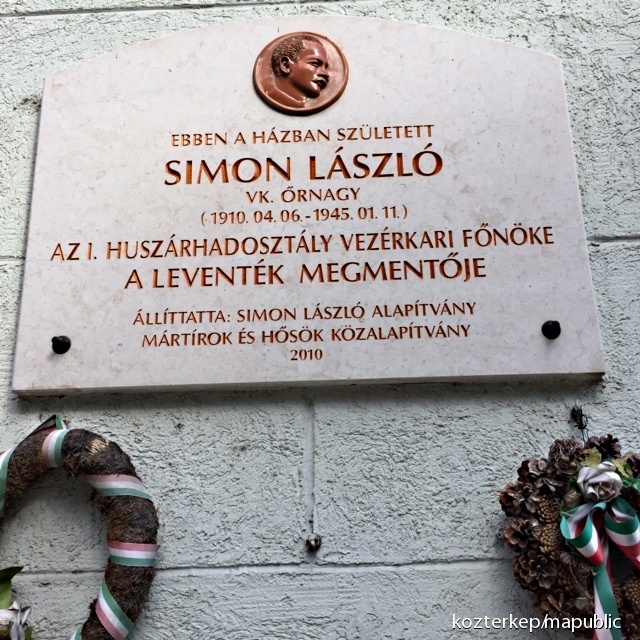 EBBEN A HÁZBAN SZÜLETETT
SIMON LÁSZLÓ
VK. ŐRNAGY
(1910. 04. 06.-1945. 01. 11.)
AZ I. HUSZÁRHADOSZTÁLY VEZÉRKARI FŐNÖKE
A LEVENTÉK MEGMENTŐJE
ÁLLÍTTATTA: SIMON LÁSZLÓ ALAPÍTVÁNY
MÁRTÍROK ÉS HŐSÖK KÖZALAPÍTVÁNY
2010
kozterkep/mapublic